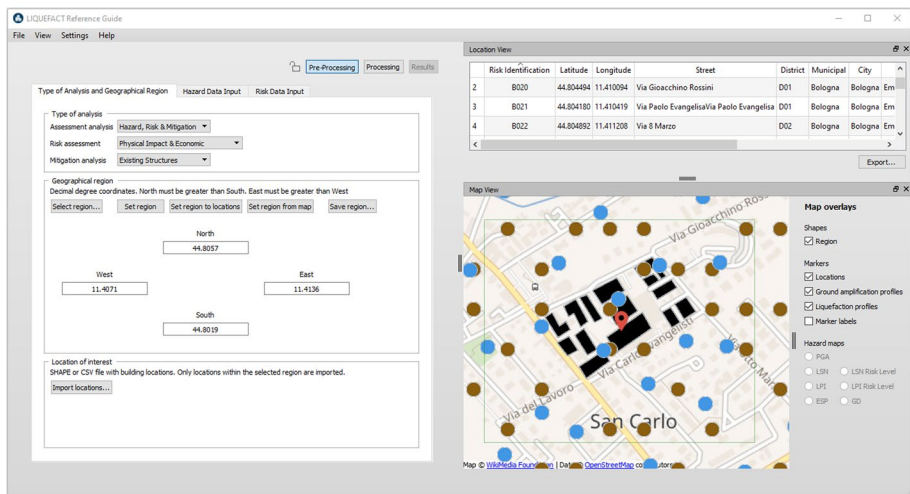 LIQUEFACT Reference Guide
File View Settings Help
Pre-Processing Processing Results
Type of Analysis and Geographical Region Hazard Data Input Risk Data Input
Type of analysis
Assessment analysis Hazard, Risk & Mitigation
Risk assessment Physical Impact & Economic
Mitigation analysis Existing Structures
Geographical region
Decimal degree coordinates. North must be greater than South. East must be greater than West
Select region... Set region Set region to locations Set region from map Save region...
North
44.8057
West East
11.4071 11.4136
South
44.8019
Location of interest
SHAPE or CSV file with building locations. Only locations within the selected region are imported.
Import locations...
Location View
Risk Identification Latitude Longitude Street District Municipal City
2 B020 44.804494 11.410094 Via Gioacchino Rossini D01 Bologna Bologna Em
3 B021 44.804180 11.410419 Via Paolo EvangelisaVia Paolo Evangelisa D01 Bologna Bologna Em
4 B022 44.804892 11.411208 Via 8 Marzo D02 Bologna Bologna Em
Export...
Map View
Via Gioacchino Ross
Via Carlo Evangelisti
Via del Lavoro
San Carlo
Map © WikiMedia Foundation | Data © OpenStreetMap contributors
Map overlays
Shapes
Region
Markers
Locations
Ground amplification profiles
Liquefaction profiles
Marker labels
Hazard maps
PGA
LSN LSN Risk Level
LPI LPI Risk Level
ESP GD